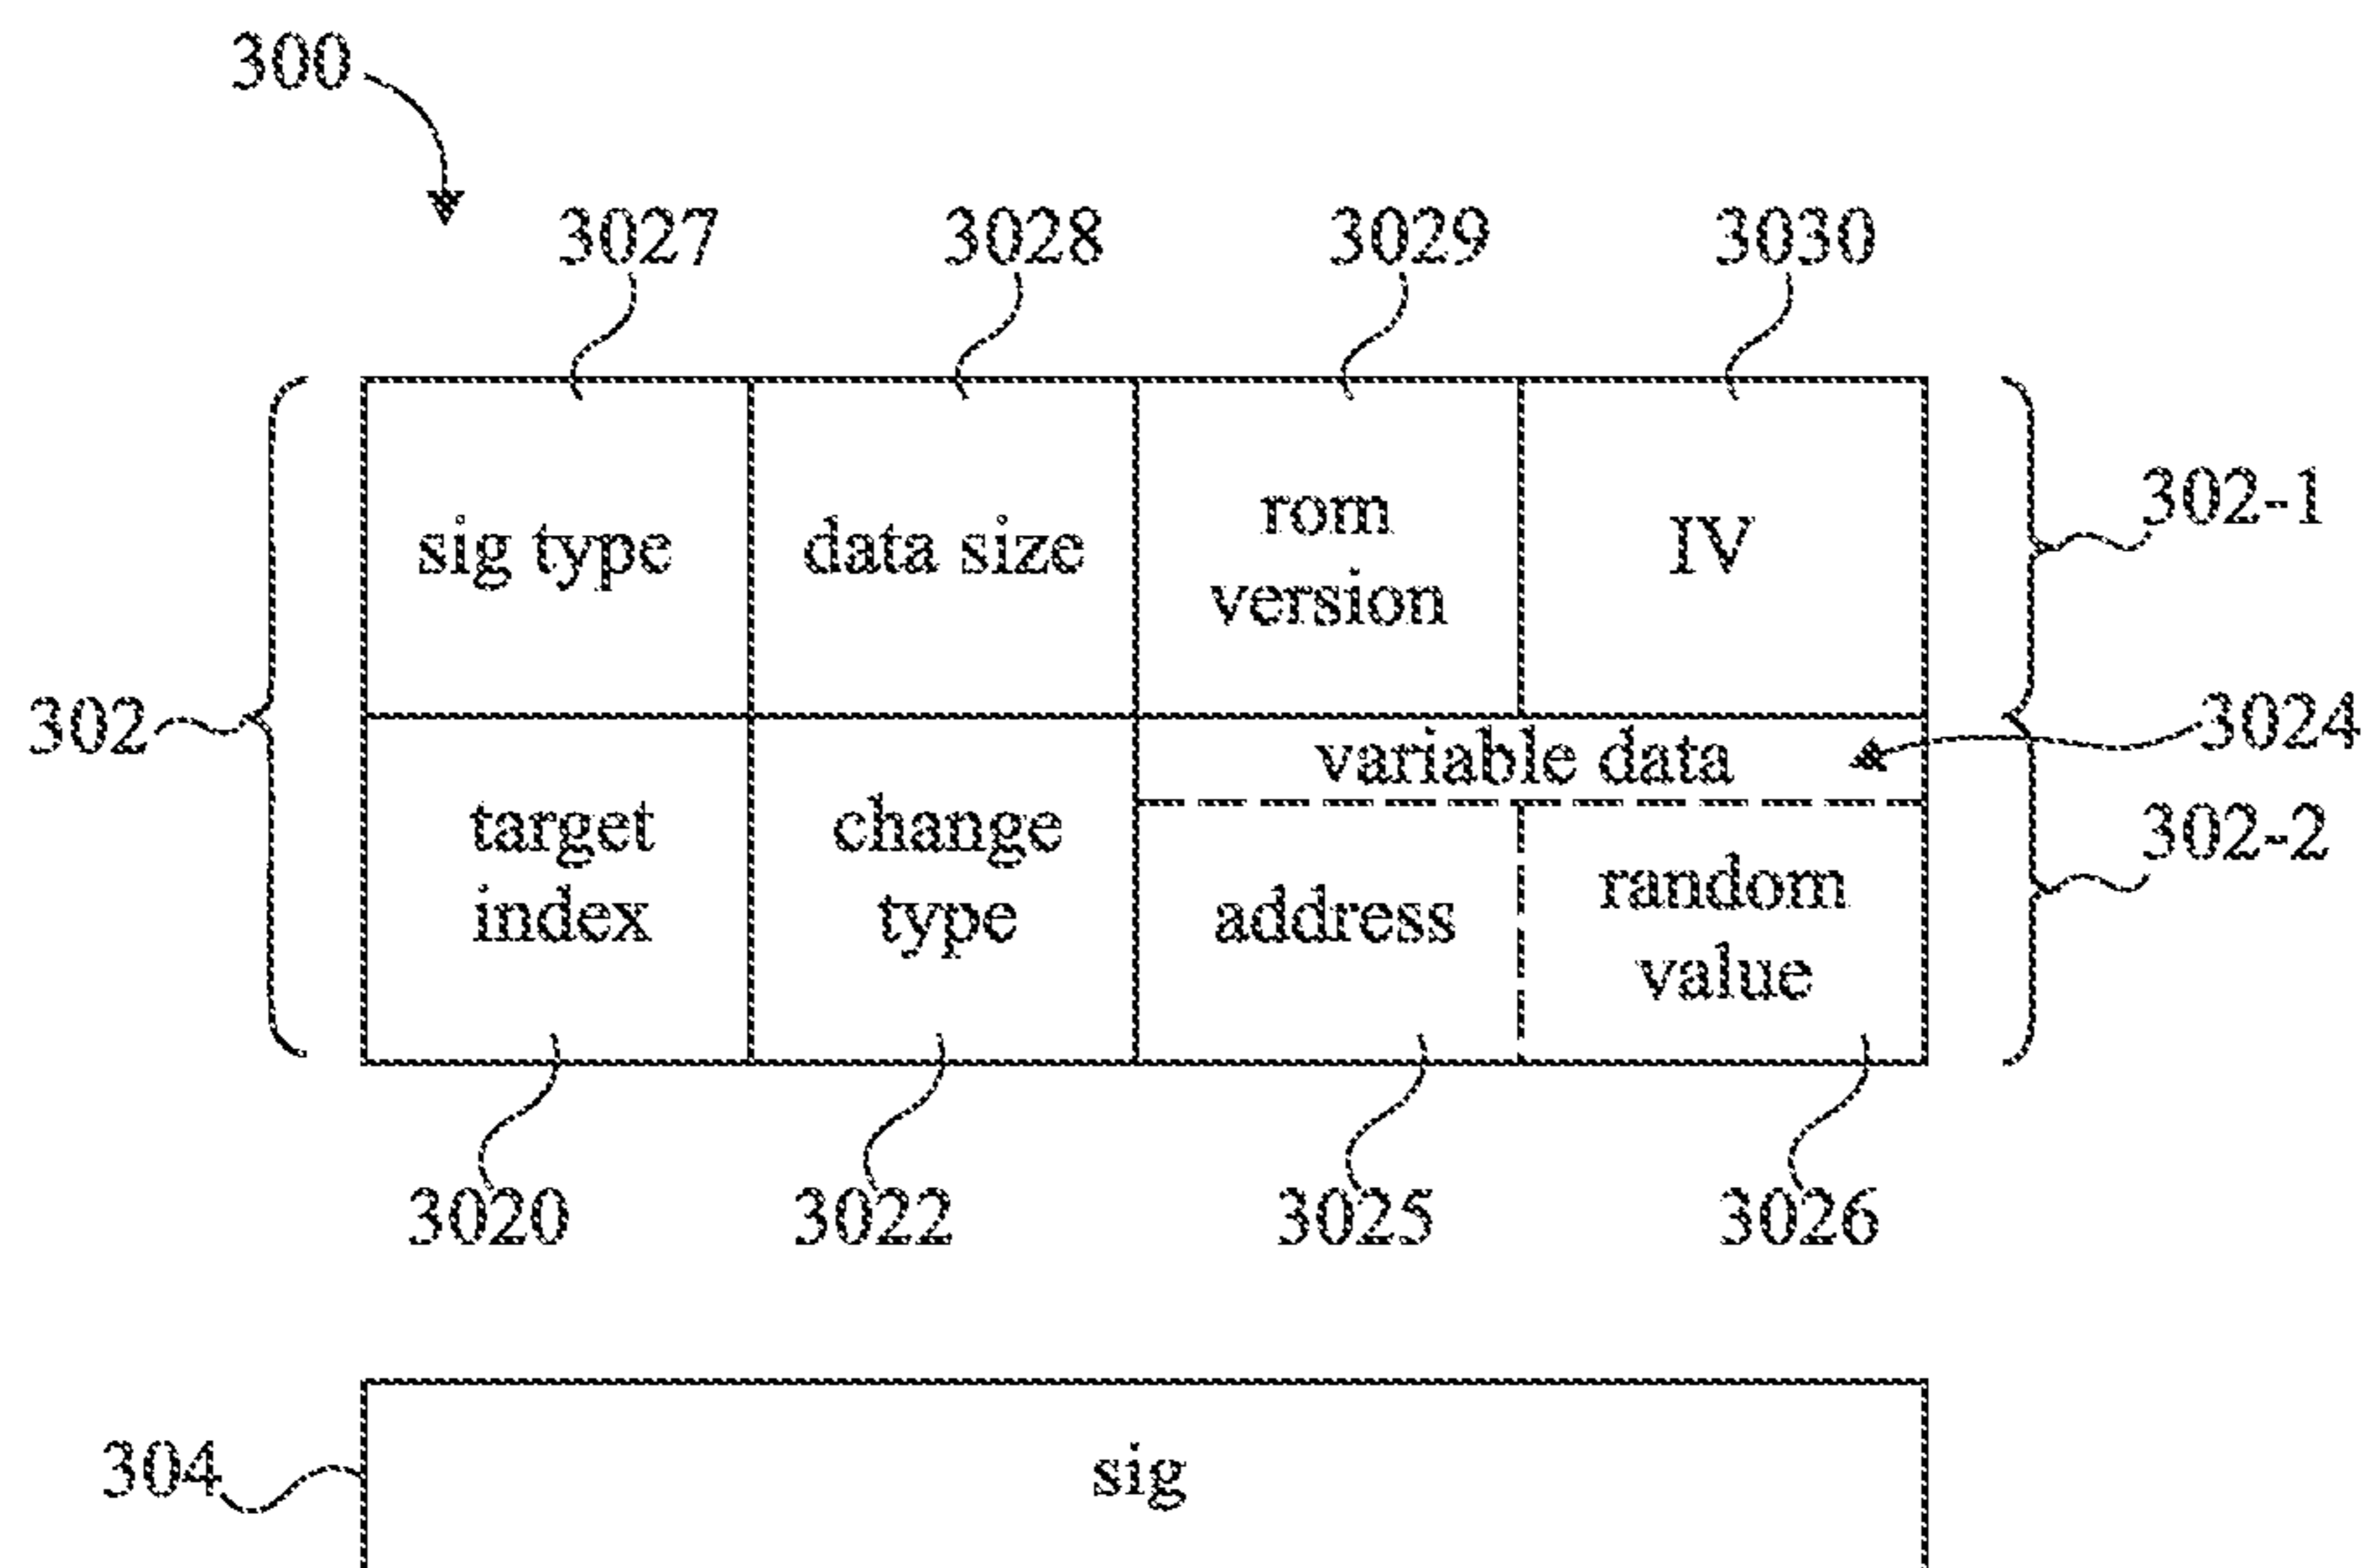 300
3027 3028 3029 3030
sig type data size rom version IV
302-1
302
3024
variable data
target index change type address random value
302-2
3020 3022 3025 3026
304
sig